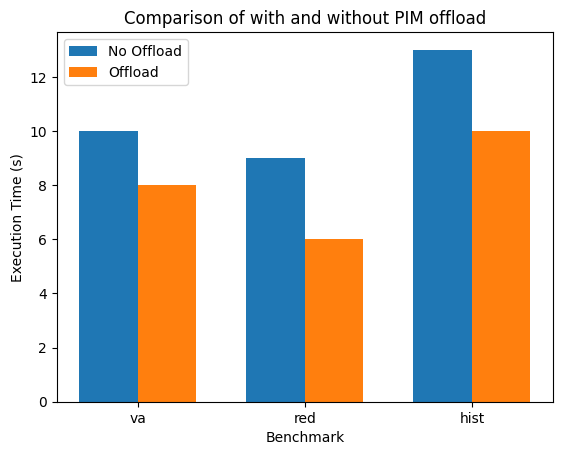 Comparison of with and without PIM offload
No Offload
Offload
Execution Time (s)
12
10
8
6
4
2
0
va
red
hist
Benchmark